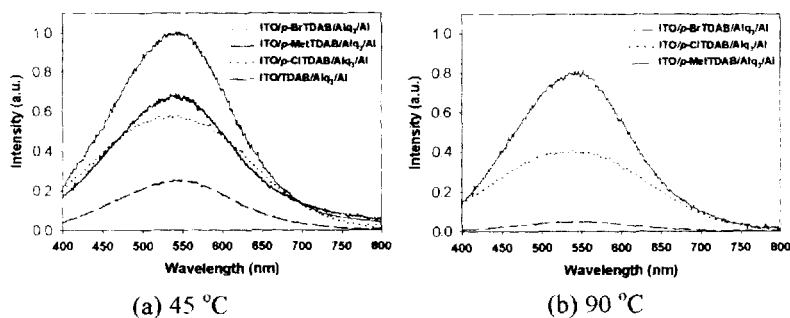 ITO/p-BrTDAB/Alq3/Al
ITO/p-MetTDAB/Alq3/Al
ITO/p-ClTDAB/Alq3/Al
ITO/TDAB/Alq3/Al
Intensity (a.u.)
1.0
0.8
0.6
0.4
0.2
0.0
400 450 500 550 600 650 700 750 800
Wavelength (nm)
(a) 45 °C
ITO/p-BrTDAB/Alq3/Al
ITO/p-ClTDAB/Alq3/Al
ITO/p-MetTDAB/Alq3/Al
Intensity (a.u.)
1.0
0.8
0.6
0.4
0.2
0.0
400 450 500 550 600 650 700 750 800
Wavelength (nm)
(b) 90 °C